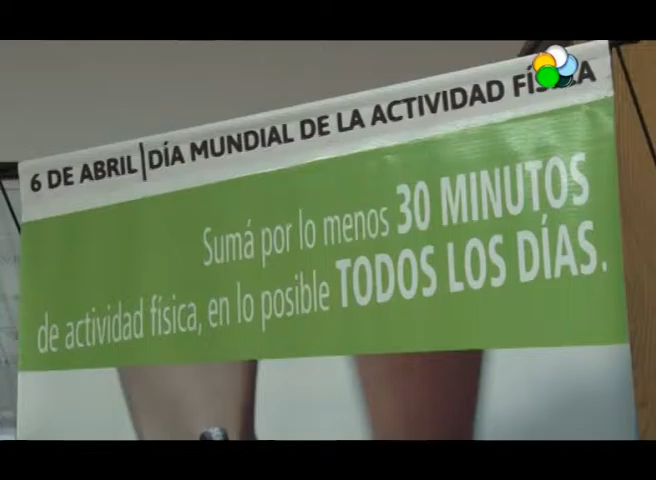 6 DE ABRIL | DÍA MUNDIAL DE LA ACTIVIDAD FÍSICA
Sumá por lo menos 30 MINUTOS
de actividad física, en lo posible TODOS LOS DÍAS.